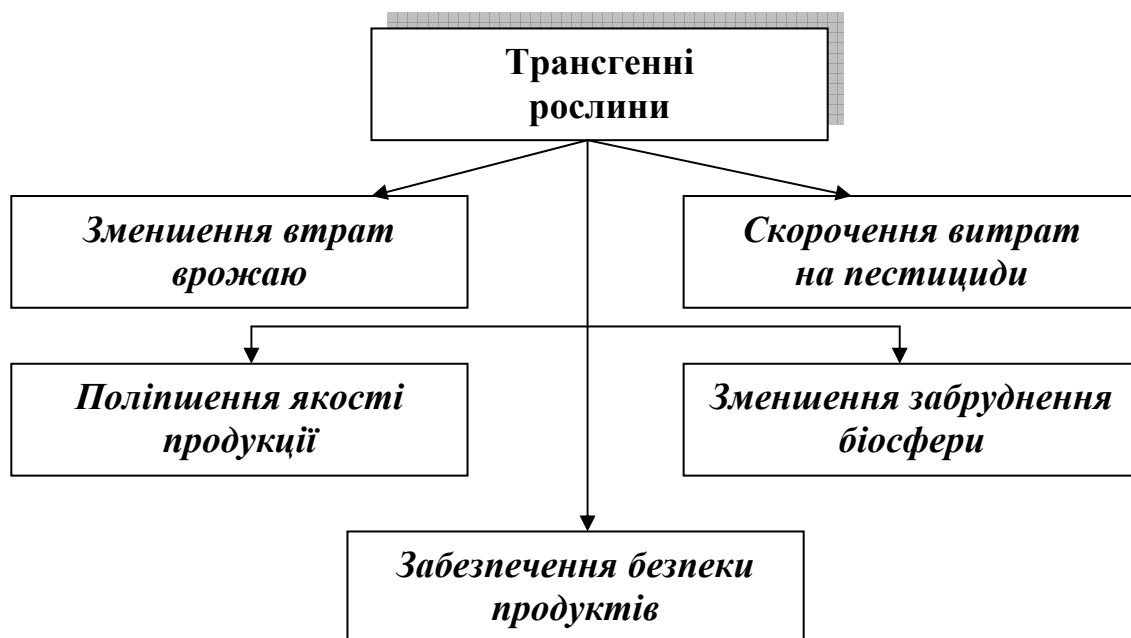 Трансгенні
рослини
Зменшення втрат
врожаю
Скорочення витрат
на пестициди
Поліпшення якості
продукції
Зменшення забруднення
біосфери
Забезпечення безпеки
продуктів